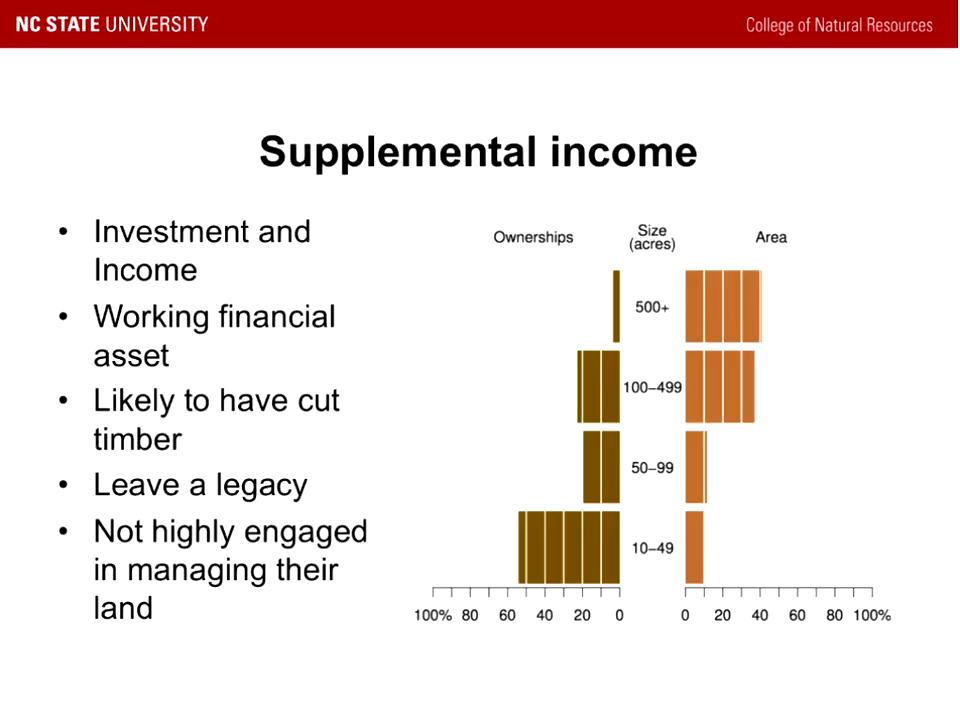 NC STATE UNIVERSITY
College of Natural Resources
Supplemental income
• Investment and
Income
• Working financial
asset
• Likely to have cut
timber
• Leave a legacy
• Not highly engaged
in managing their
land
Ownerships
Size
(acres)
Area
500+
100–499
50–99
10–49
100% 80 60 40 20 0
0 20 40 60 80 100%